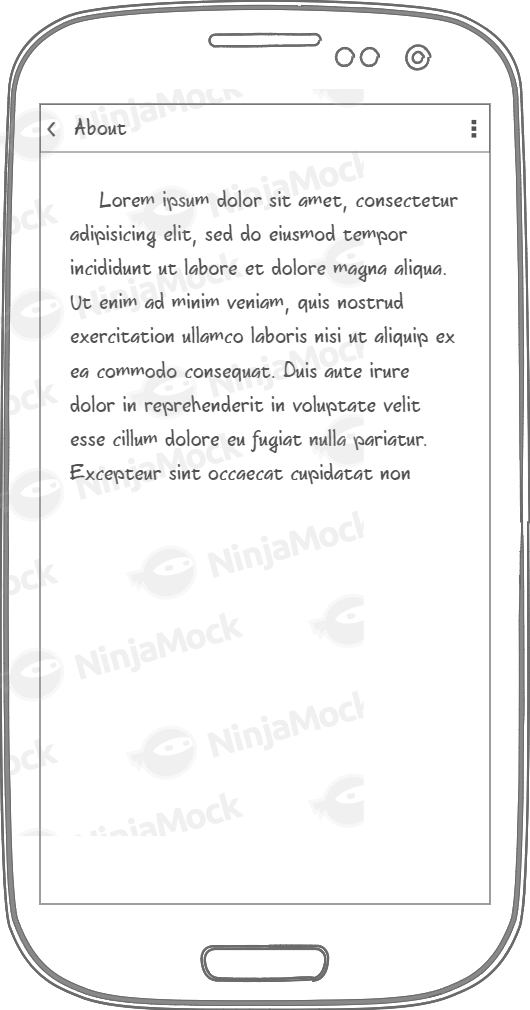 NinjaMock
About
NinjaMock
Lorem ipsum dolor sit amet, consectetur
adipisicing elit, sed do eiusmod tempor
incididunt ut labore et dolore magna aliqua.
Ut enim ad minim veniam, quis nostrud
exercitation ullamco laboris nisi ut aliquip ex
ea commodo consequat. Duis aute irure
dolor in reprehenderit in voluptate velit
esse cillum dolore eu fugiat nulla pariatur.
Excepteur sint occaecat cupidatat non
NinjaMock
NinjaMock
NinjaMock
NinjaMock